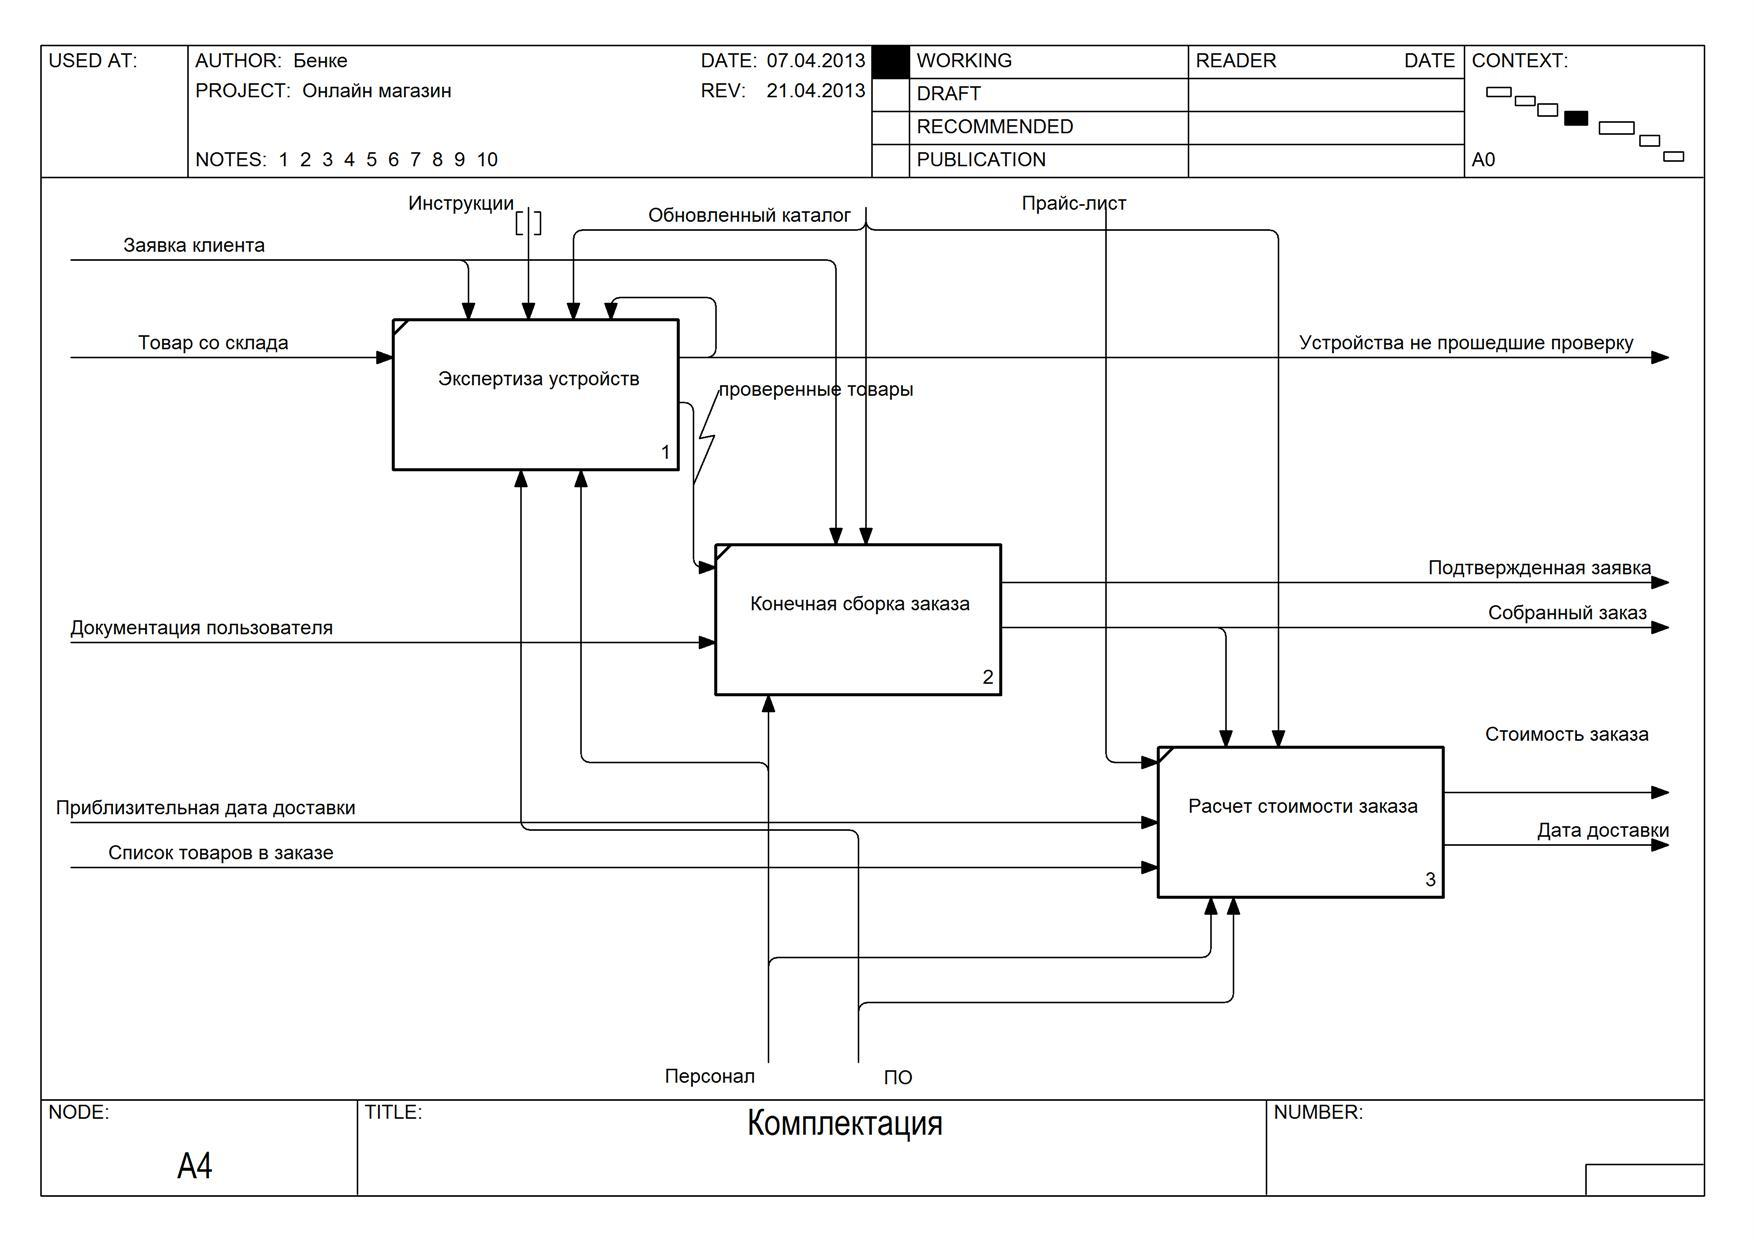 USED AT:
AUTHOR: Бенке
DATE: 07.04.2013
WORKING
READER
DATE
CONTEXT:
PROJECT: Онлайн магазин
REV: 21.04.2013
DRAFT
RECOMMENDED
NOTES: 1 2 3 4 5 6 7 8 9 10
PUBLICATION
A0
Инструкции
Обновленный каталог
Прайс-лист
Заявка клиента
Товар со склада
Устройства не прошедшие проверку
Экспертиза устройств
проверенные товары
1
Подтвержденная заявка
Конечная сборка заказа
Собранный заказ
Документация пользователя
2
Стоимость заказа
Приблизительная дата доставки
Расчет стоимости заказа
Дата доставки
Список товаров в заказе
3
Персонал
ПО
NODE:
TITLE:
NUMBER:
Комплектация
A4